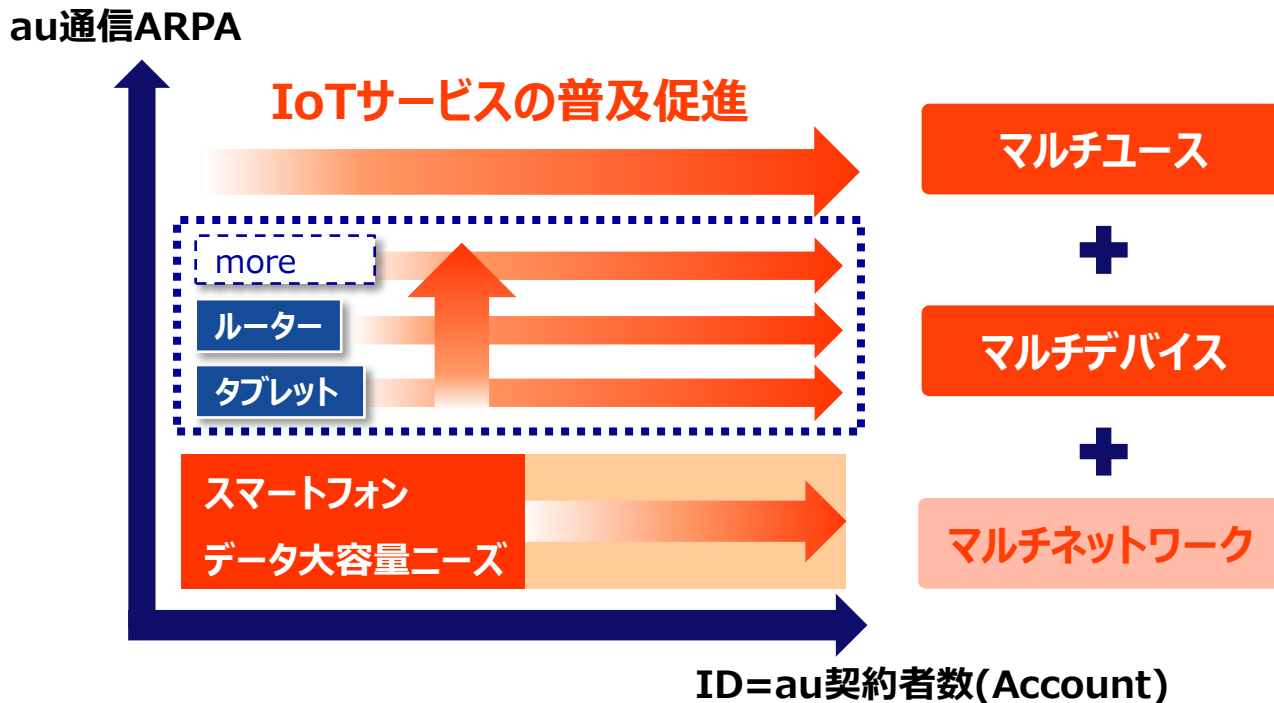 au通信ARPA
IoTサービスの普及促進
more
ルーター
タブレット
スマートフォン
データ大容量ニーズ
ID=au契約者数(Account)
マルチユース
+
マルチデバイス
+
マルチネットワーク